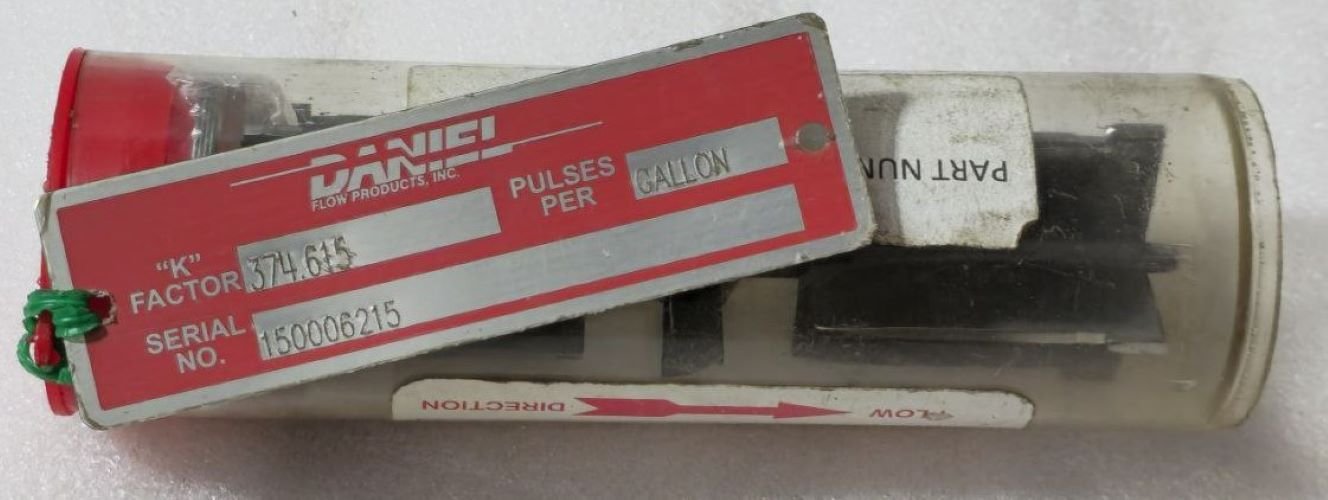 DANIEL
FLOW PRODUCTS, INC.
"K" FACTOR 374.615
PULSES PER GALLON
SERIAL NO. 150006215
PART NUM
FLOW DIRECTION